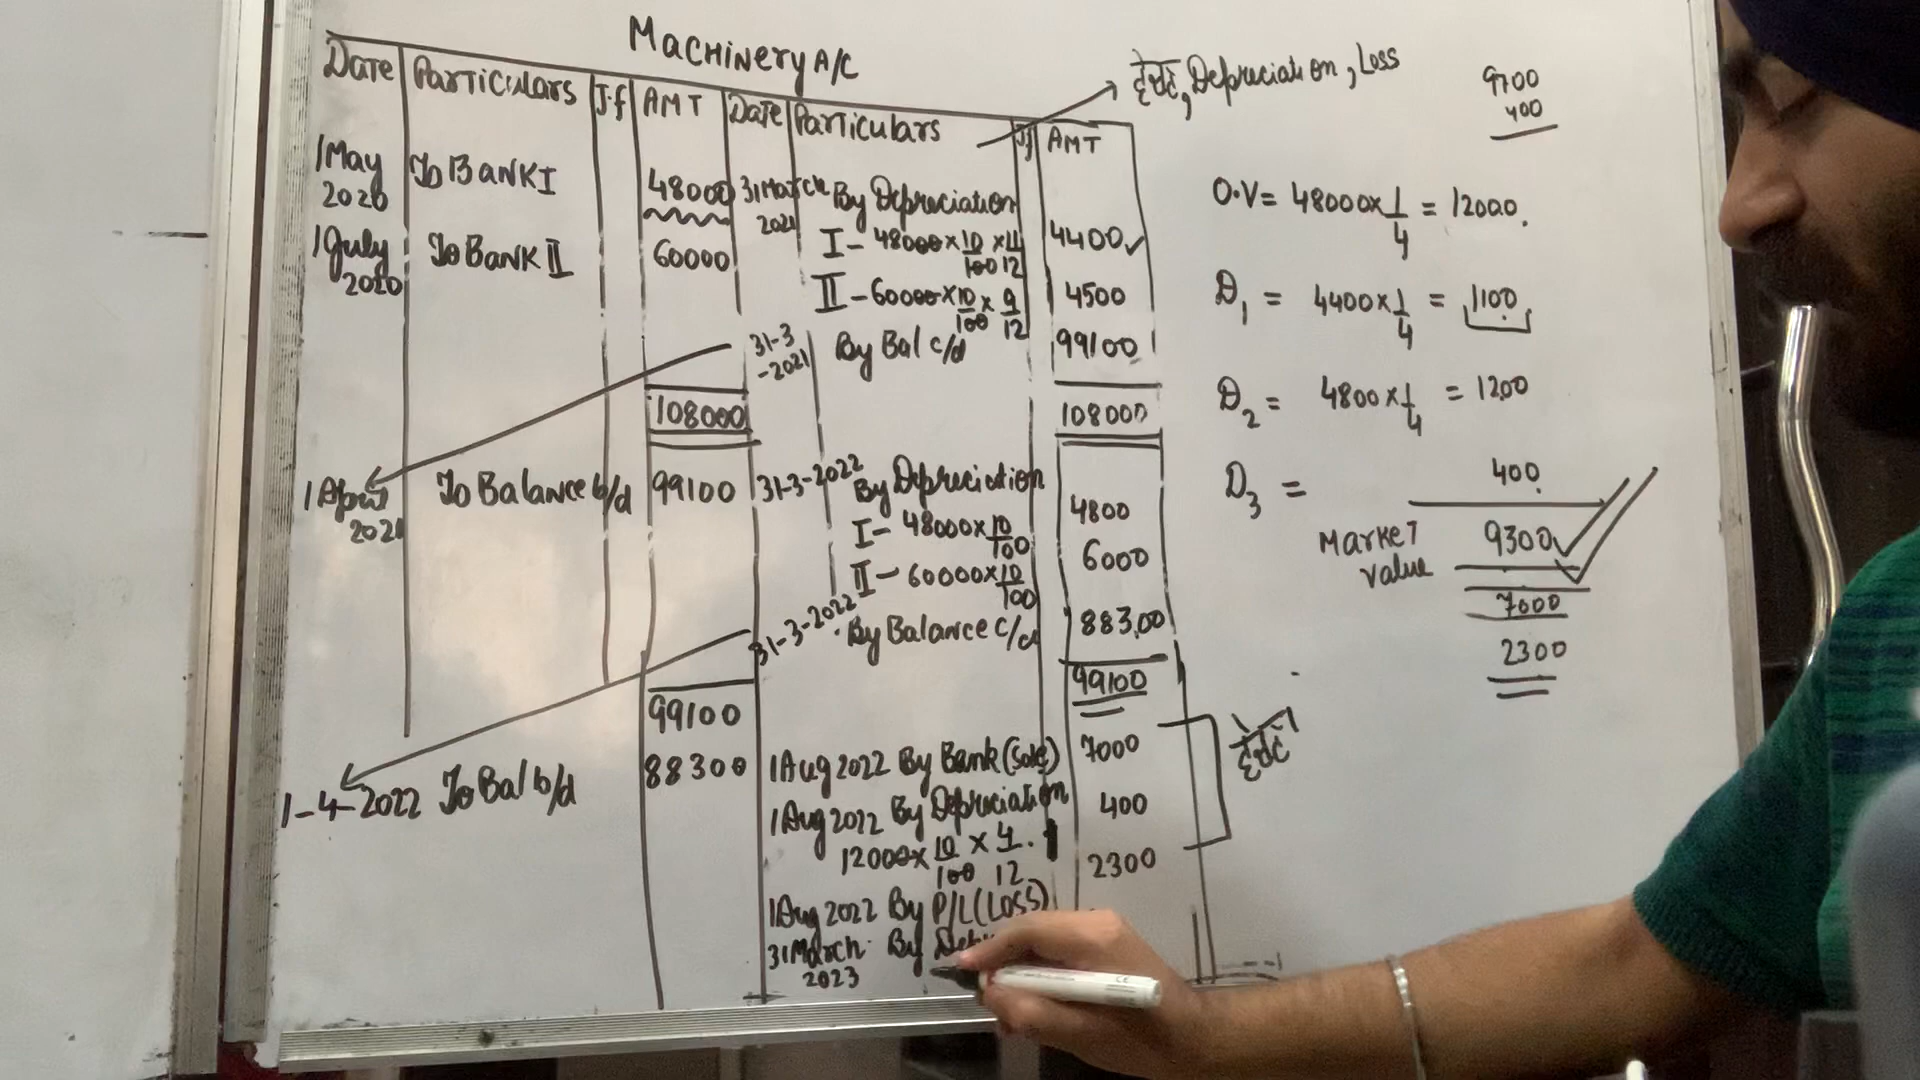 Machinery A/C
Date Particulars J.f AMT Date Particulars Jf AMT
1 May 2020 To Bank I 48000
1 July 2020 To Bank II 60000
108000
1 April 2021 To Balance b/d 99100
99100
1-4-2022 To Bal b/d 88300
31 March 2021 By Depreciation
I - 48000 × 10/100 × 11/12 4400
II - 60000 × 10/100 × 9/12 4500
31-3-2021 By Bal c/d 99100
108000
31-3-2022 By Depreciation
I - 48000 × 10/100 4800
II - 60000 × 10/100 6000
31-3-2022 By Balance c/d 88300
99100
1 Aug 2022 By Bank (Sale) 7000
1 Aug 2022 By Depreciation 400
12000 × 10/100 × 4/12
1 Aug 2022 By P/L (Loss) 2300
31 March 2023 By
Depreciation, Loss
9700
400
O.V = 48000 × 1/4 = 12000.
D1 = 4400 × 1/4 = 1100
D2 = 4800 × 1/4 = 1200
D3 = 400
Market value 9300
7000
2300